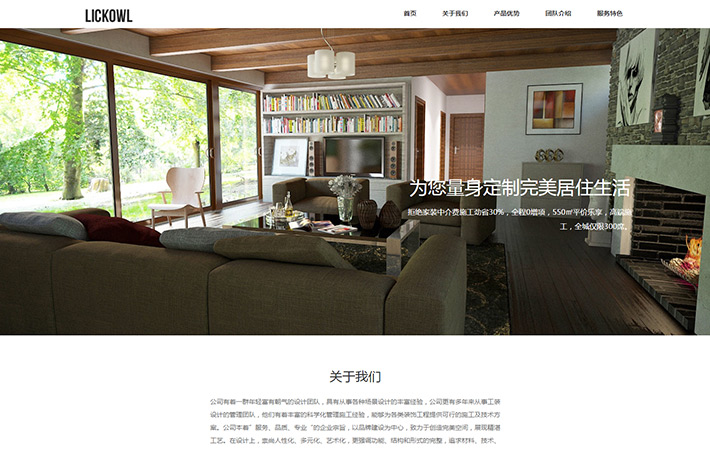 LICKOWL
首页 关于我们 产品优势 团队介绍 服务特色
为您量身定制完美居住生活
拒绝家装中介费施工劲省30%,全程0增项,550㎡平价乐享,高端施
工,全城仅限300席。
关于我们
公司有着一群年轻富有朝气的设计团队,具有从事各种场景设计的丰富经验,公司更有多年来从事工装
设计的管理团队,他们有着丰富的科学化管理施工经验,能够为各类装饰工程提供可行的施工及技术方
案。公司本着"服务、品质、专业"的企业宗旨,以品牌建设为中心,致力于创造完美空间,展现精湛
工艺。在设计上,崇尚人性化、多元化、艺术化,更强调功能、结构和形式的完整,追求材料、技术、